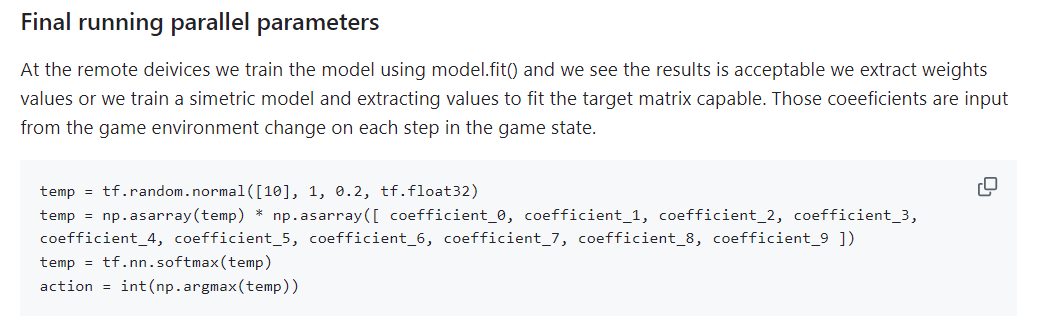 Final running parallel parameters
At the remote deivices we train the model using model.fit() and we see the results is acceptable we extract weights
values or we train a simetric model and extracting values to fit the target matrix capable. Those coeeficients are input
from the game environment change on each step in the game state.
temp = tf.random.normal([10], 1, 0.2, tf.float32)
temp = np.asarray(temp) * np.asarray([ coefficient_0, coefficient_1, coefficient_2, coefficient_3,
coefficient_4, coefficient_5, coefficient_6, coefficient_7, coefficient_8, coefficient_9 ])
temp = tf.nn.softmax(temp)
action = int(np.argmax(temp))